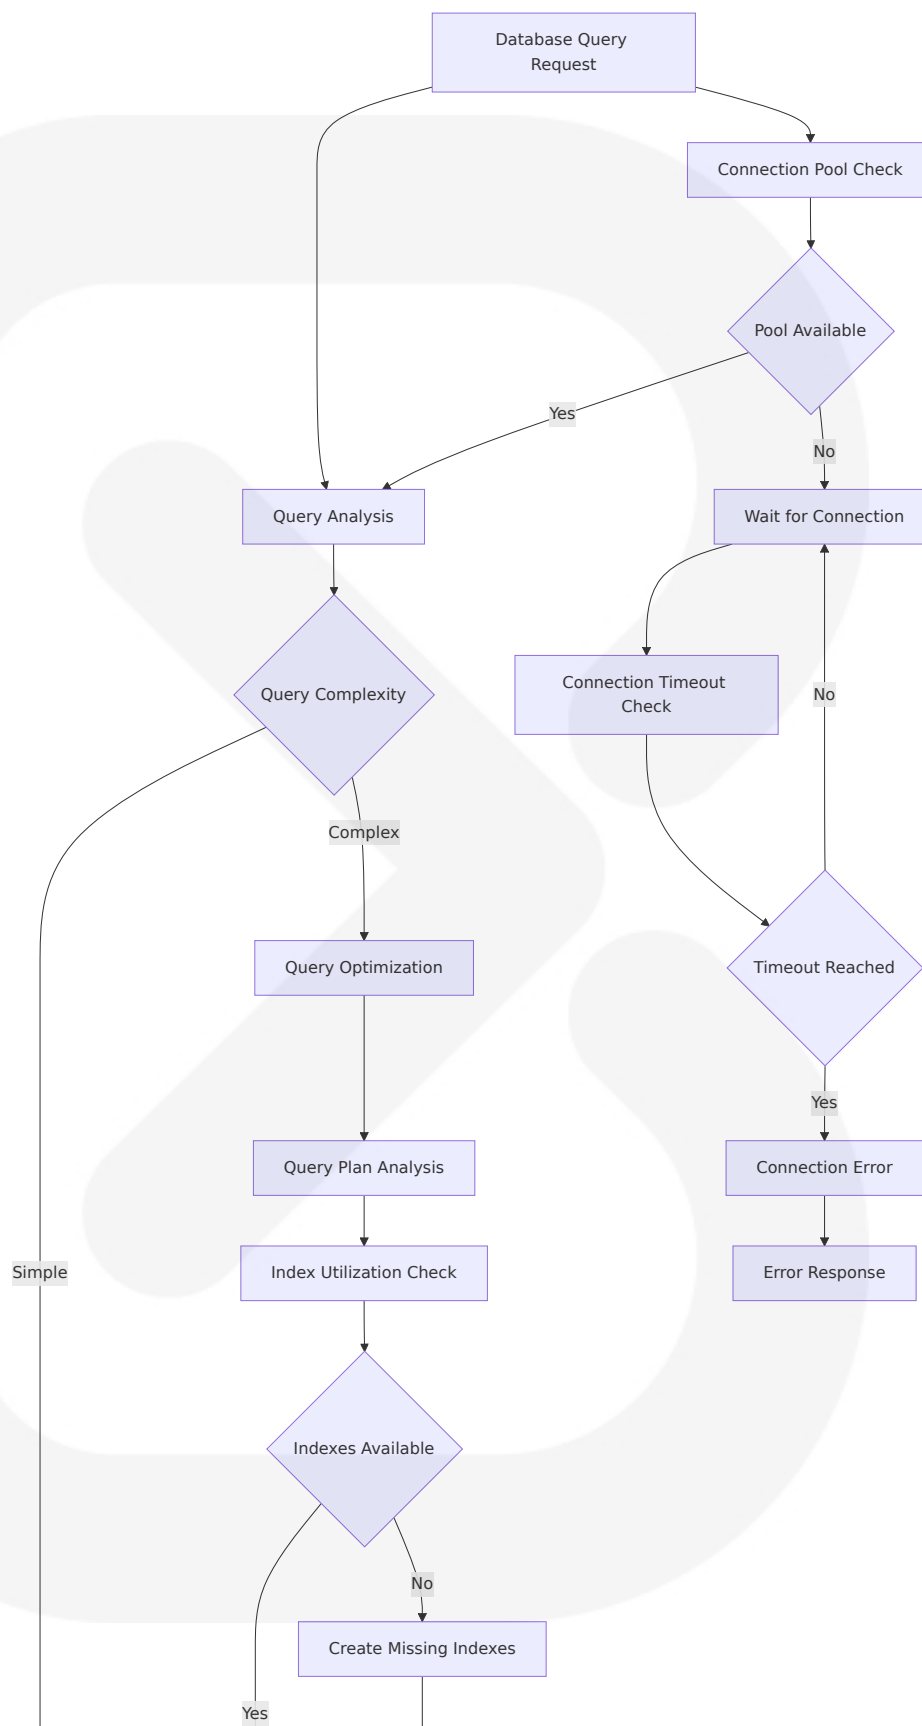 Database Query
Request
Connection Pool Check
Pool Available
Yes
No
Query Analysis
Wait for Connection
Query Complexity
Connection Timeout
Check
No
Complex
Query Optimization
Timeout Reached
Yes
Query Plan Analysis
Connection Error
Simple
Index Utilization Check
Error Response
Indexes Available
No
Create Missing Indexes
Yes